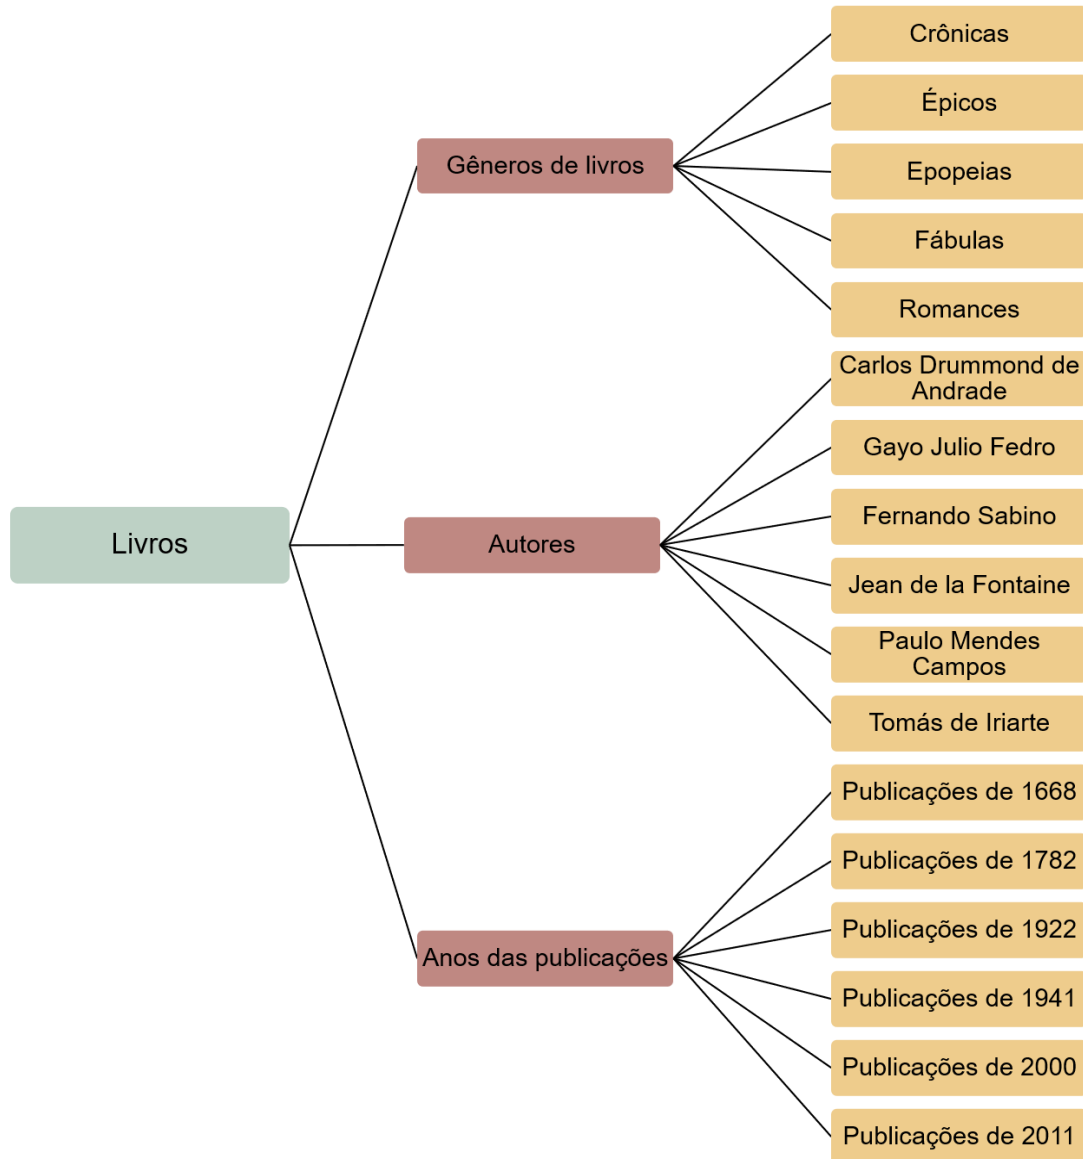 Livros
Gêneros de livros
Crônicas
Épicos
Epopeias
Fábulas
Romances
Autores
Carlos Drummond de
Andrade
Gayo Julio Fedro
Fernando Sabino
Jean de la Fontaine
Paulo Mendes
Campos
Tomás de Iriarte
Anos das publicações
Publicações de 1668
Publicações de 1782
Publicações de 1922
Publicações de 1941
Publicações de 2000
Publicações de 2011